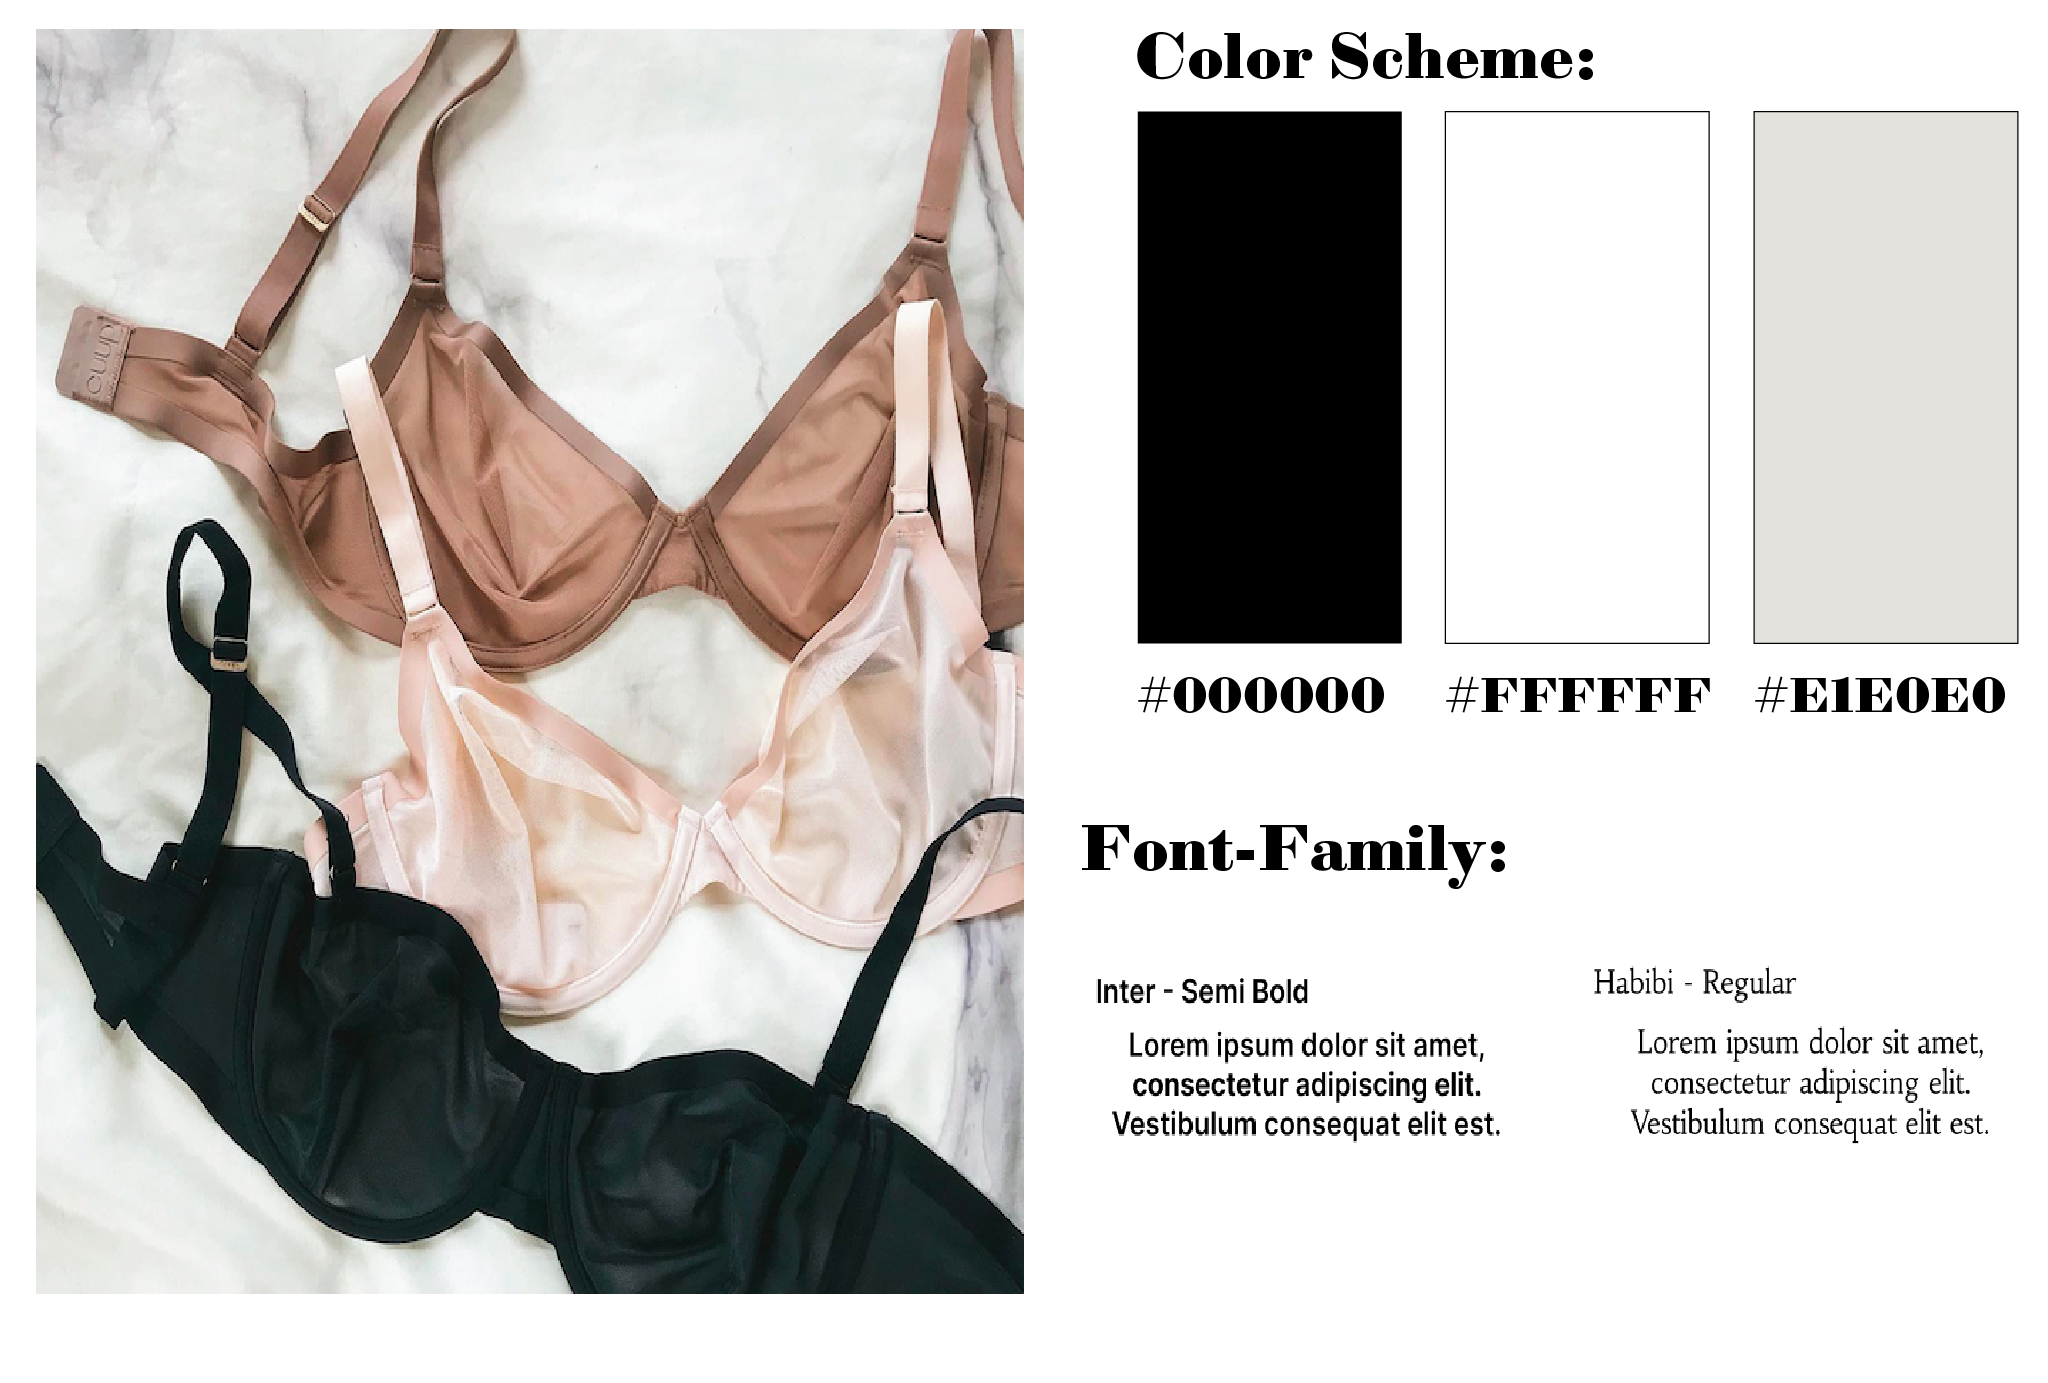 cuup
Color Scheme:
#000000
#FFFFFF
#E1E0E0
Font-Family:
Inter - Semi Bold
Lorem ipsum dolor sit amet,
consectetur adipiscing elit.
Vestibulum consequat elit est.
Habibi - Regular
Lorem ipsum dolor sit amet,
consectetur adipiscing elit.
Vestibulum consequat elit est.